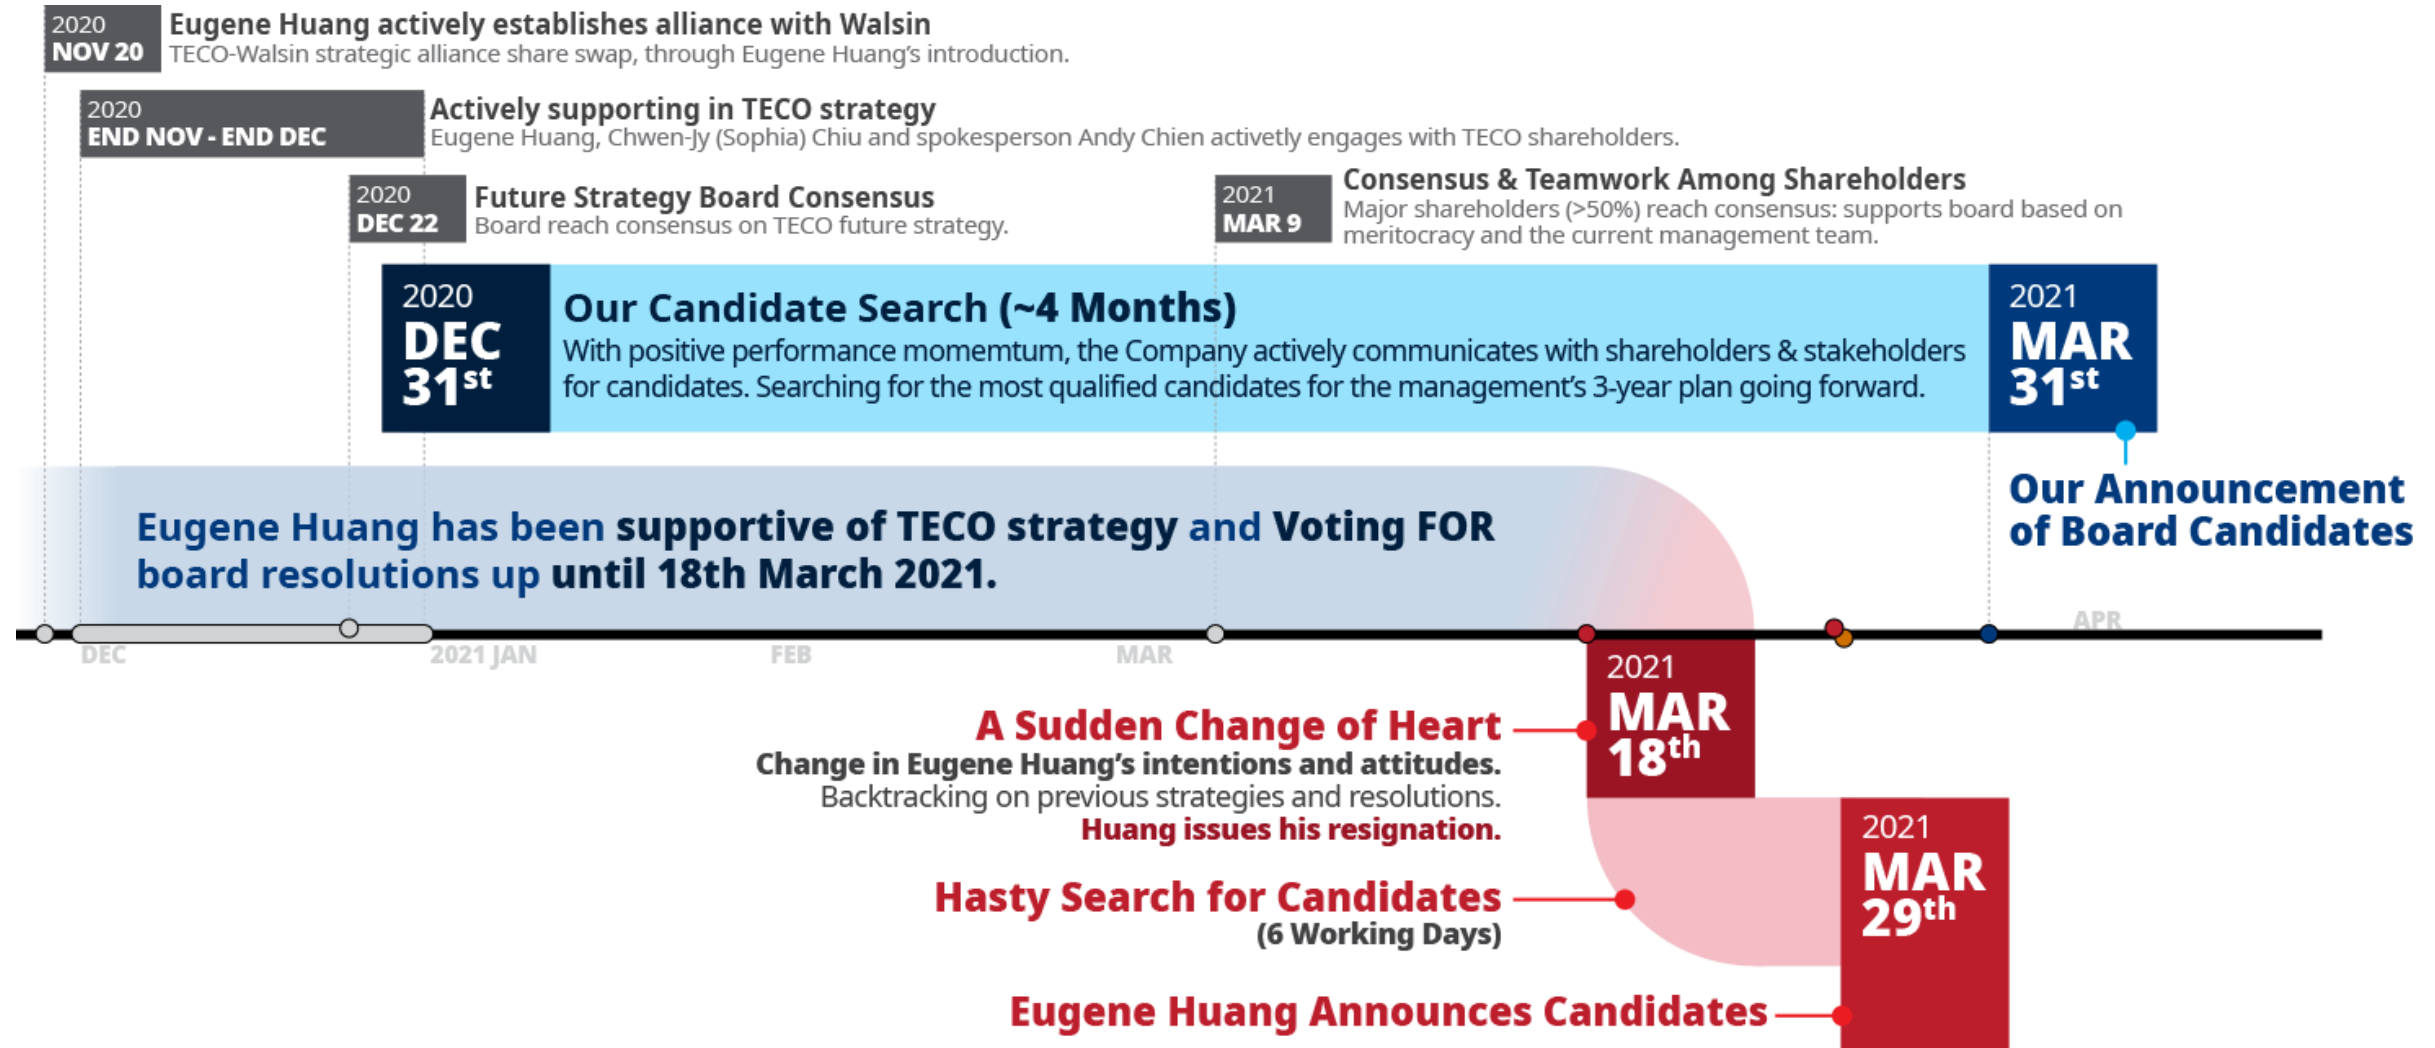 2020
NOV 20
Eugene Huang actively establishes alliance with Walsin
TECO-Walsin strategic alliance share swap, through Eugene Huang's introduction.
2020
END NOV - END DEC
Actively supporting in TECO strategy
Eugene Huang, Chwen-Jy (Sophia) Chiu and spokesperson Andy Chien activetly engages with TECO shareholders.
2020
DEC 22
Future Strategy Board Consensus
Board reach consensus on TECO future strategy.
2021
MAR 9
Consensus & Teamwork Among Shareholders
Major shareholders (>50%) reach consensus: supports board based on
meritocracy and the current management team.
2020
DEC
31st
Our Candidate Search (~4 Months)
With positive performance momemtum, the Company actively communicates with shareholders & stakeholders
for candidates. Searching for the most qualified candidates for the management's 3-year plan going forward.
2021
MAR
31st
Our Announcement
of Board Candidates
Eugene Huang has been supportive of TECO strategy and Voting FOR
board resolutions up until 18th March 2021.
DEC
2021 JAN
FEB
MAR
APR
2021
MAR
18th
A Sudden Change of Heart
Change in Eugene Huang's intentions and attitudes.
Backtracking on previous strategies and resolutions.
Huang issues his resignation.
2021
MAR
29th
Hasty Search for Candidates
(6 Working Days)
Eugene Huang Announces Candidates